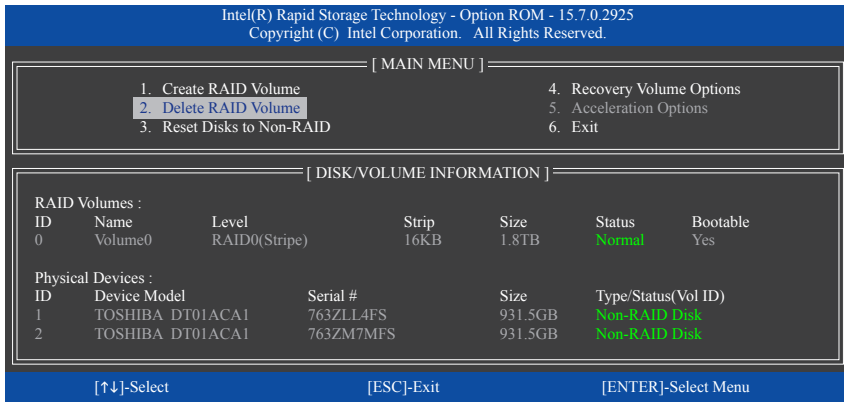 Intel(R) Rapid Storage Technology - Option ROM - 15.7.0.2925
Copyright (C) Intel Corporation. All Rights Reserved.
[ MAIN MENU ]
1. Create RAID Volume 4. Recovery Volume Options
2. Delete RAID Volume 5. Acceleration Options
3. Reset Disks to Non-RAID 6. Exit
[ DISK/VOLUME INFORMATION ]
RAID Volumes :
ID Name Level Strip Size Status Bootable
0 Volume0 RAID0(Stripe) 16KB 1.8TB Normal Yes
Physical Devices :
ID Device Model Serial # Size Type/Status(Vol ID)
1 TOSHIBA DT01ACA1 763ZLL4FS 931.5GB Non-RAID Disk
2 TOSHIBA DT01ACA1 763ZM7MFS 931.5GB Non-RAID Disk
[↑↓]-Select [ESC]-Exit [ENTER]-Select Menu